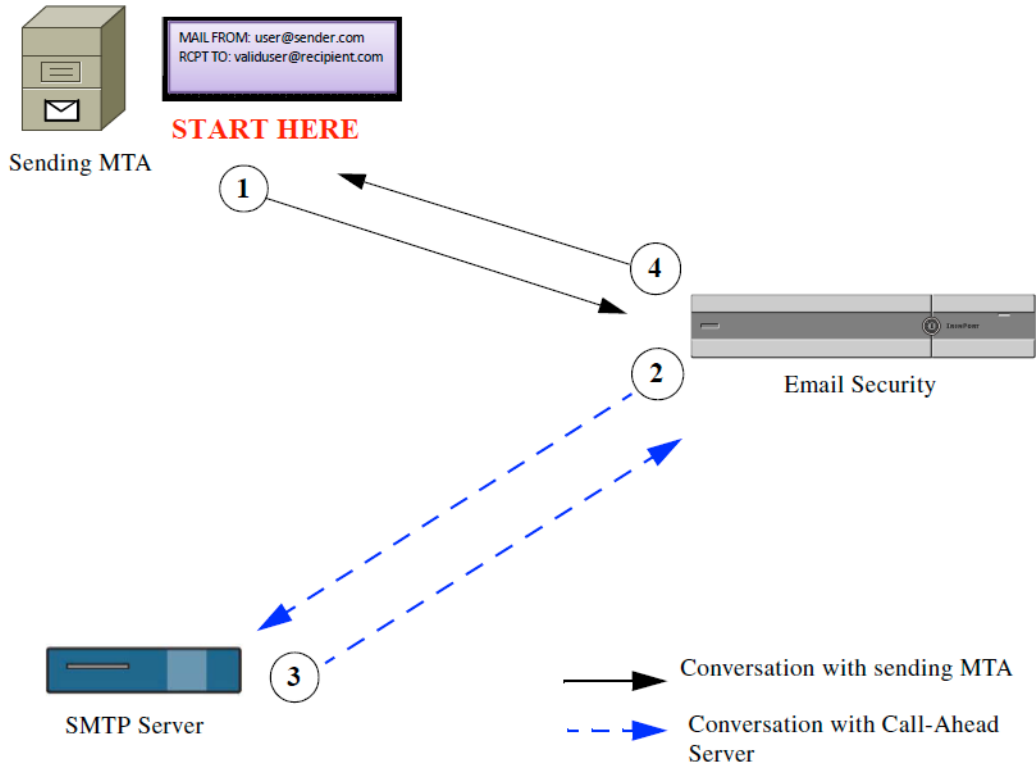 MAIL FROM: user@sender.com
RCPT TO: validuser@recipient.com
START HERE
Sending MTA
1
4
IRONPORT
2
Email Security
3
SMTP Server
Conversation with sending MTA
Conversation with Call-Ahead
Server